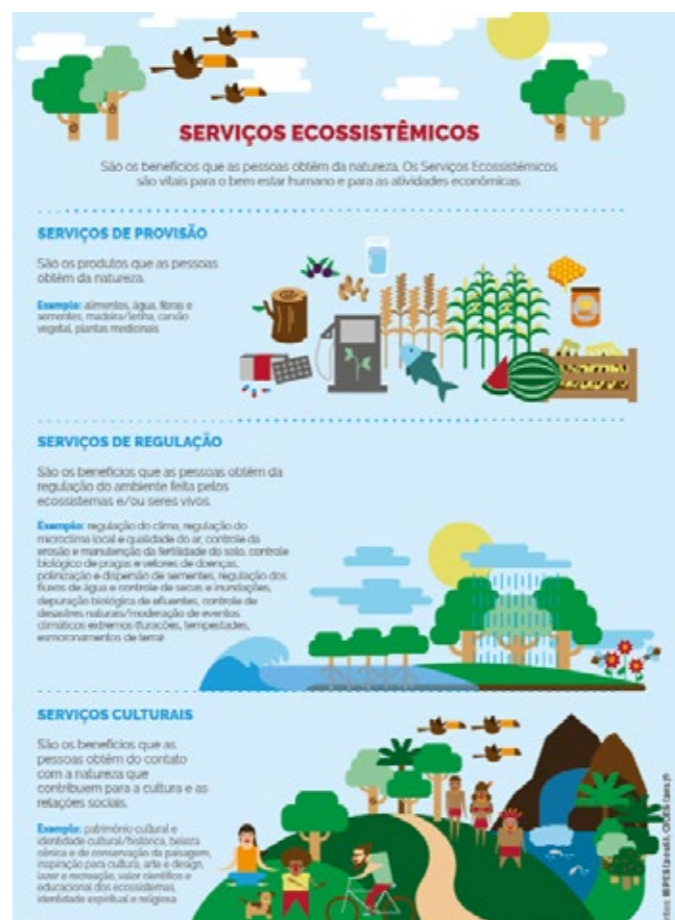 SERVIÇOS ECOSSISTÊMICOS
São os benefícios que as pessoas obtêm da natureza. Os Serviços Ecossistêmicos
são vitais para o bem estar humano e para as atividades econômicas.
SERVIÇOS DE PROVISÃO
São os produtos que as pessoas
obtêm da natureza.
Exemplo: alimentos, água, fibras e
sementes, madeira/lenha, carvão
vegetal, plantas medicinais
SERVIÇOS DE REGULAÇÃO
São os benefícios que as pessoas obtêm da
regulação do ambiente feita pelos
ecossistemas e/ou seres vivos.
Exemplo: regulação do clima, regulação do
microclima local e qualidade do ar, controle da
erosão e manutenção da fertilidade do solo, controle
biológico de pragas e vetores de doenças,
polinização e dispersão de sementes, regulação dos
fluxos de água e controle de secas e inundações,
depuração biológica de efluentes, controle de
desastres naturais/moderação de eventos
climáticos extremos (furacões, tempestades,
esmoronamentos de terra)
SERVIÇOS CULTURAIS
São os benefícios que as
pessoas obtêm do contato
com a natureza que
contribuem para a cultura e as
relações sociais.
Exemplo: patrimônio cultural e
identidade cultural/histórica, beleza
cênica e de conservação da paisagem,
inspiração para cultura, arte e design,
lazer e recreação, valor científico e
educacional dos ecossistemas,
identidade espiritual e religiosa